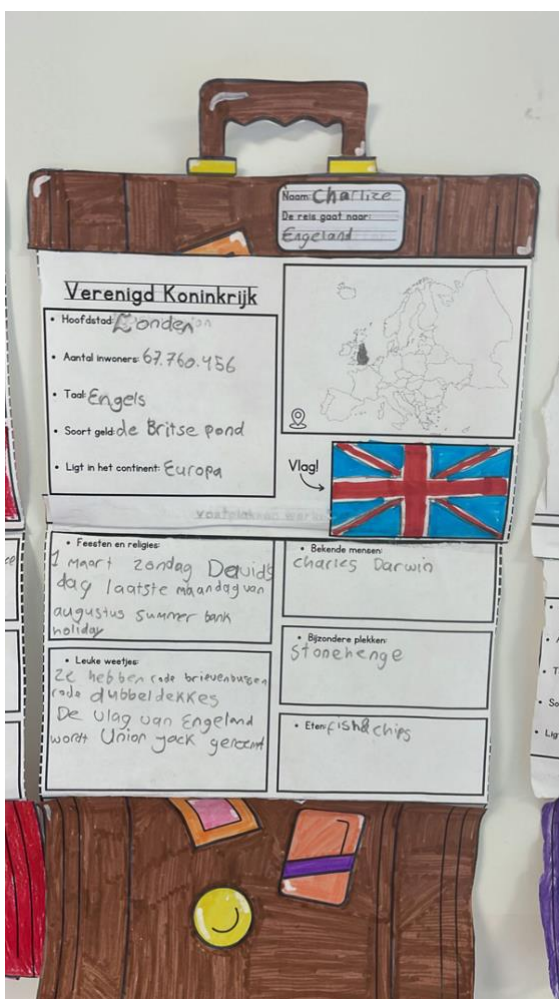 Naam: Charlize
De reis gaat naar:
Engeland
Verenigd Koninkrijk
• Hoofdstad: Londen
• Aantal inwoners: 67.760.456
• Taal: Engels
• Soort geld: de Britse pond
• Ligt in het continent: Europa
Vlag!
• Feesten en religies:
1 maart zondag Davids
dag laatste maandag van
augustus summer bank
holiday
• Leuke weetjes:
ze hebben rode brievenbussen
rode dubbeldekkes
De vlag van Engeland
wordt Union jack genoemt
• Bekende mensen:
charles Darwin
• Bijzondere plekken:
Stonehenge
• Eten: fish & chips